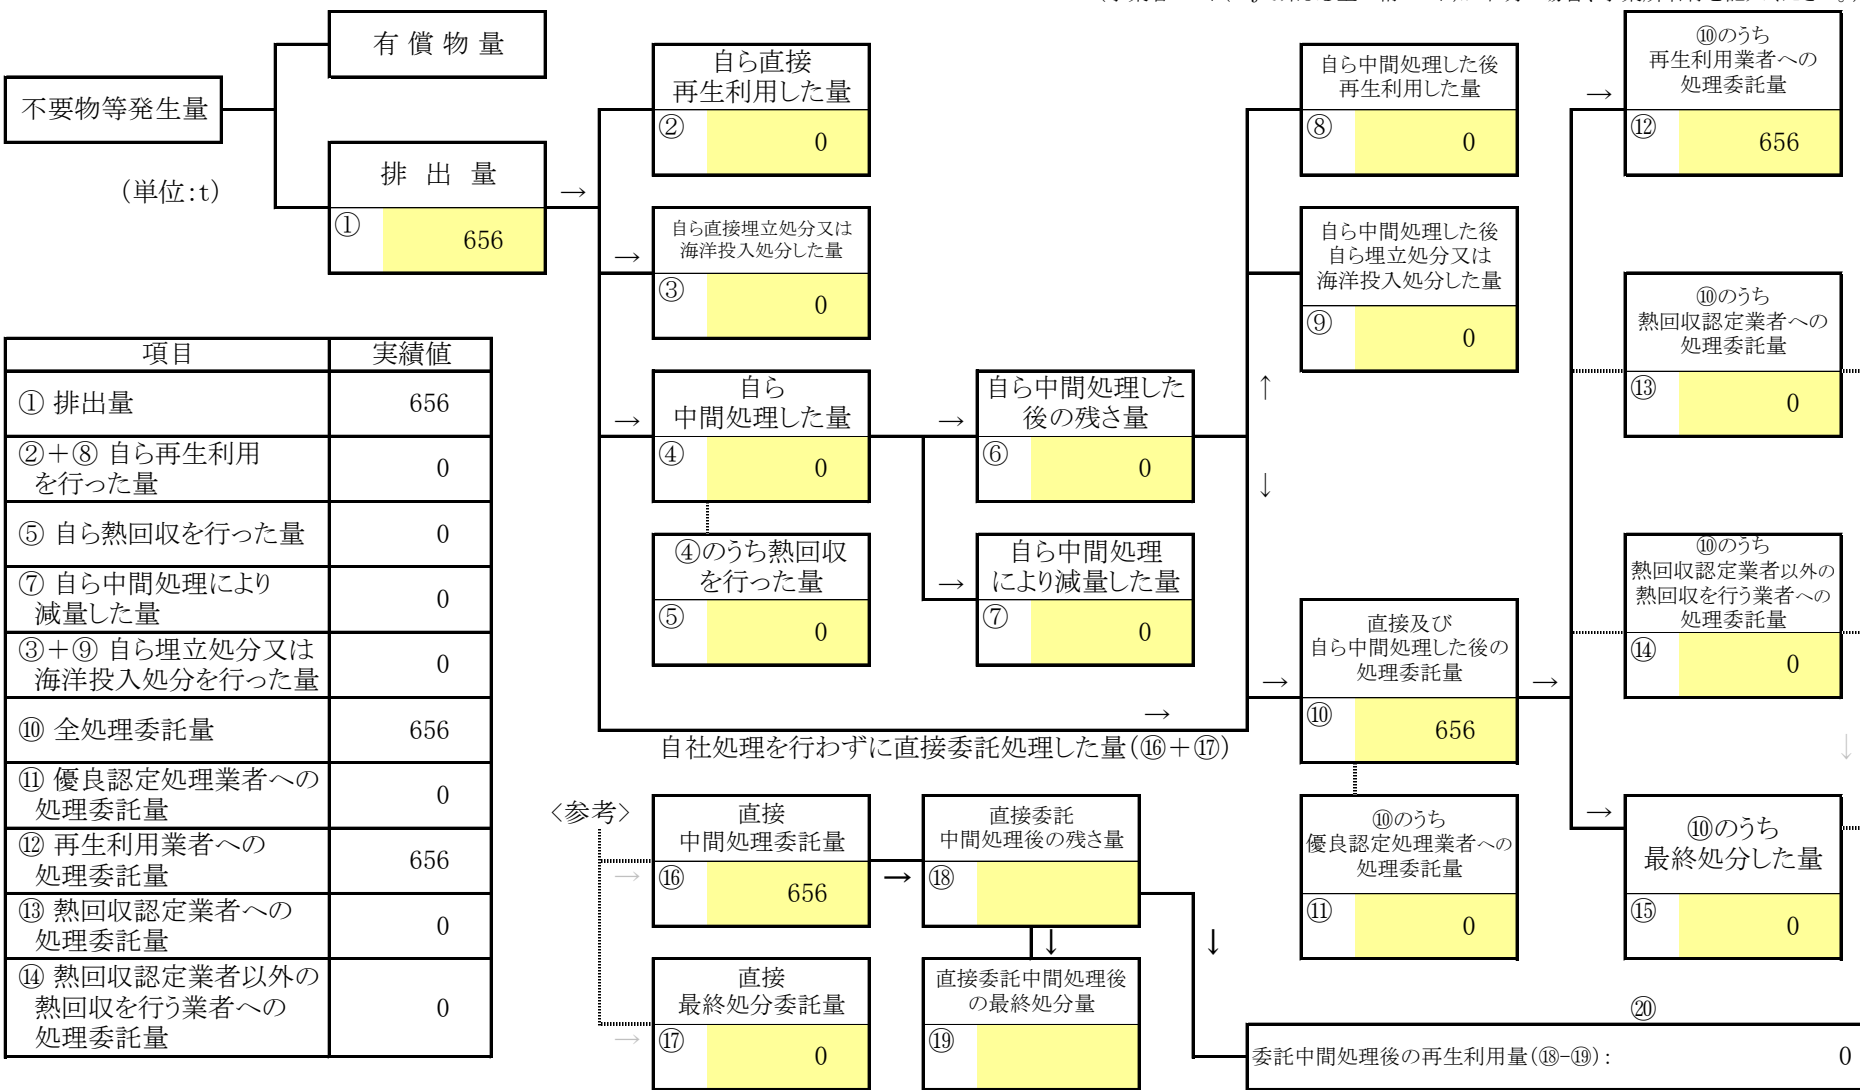 有償物量
不要物等発生量
(単位:t)
排出量
→
① 656
自ら直接
再生利用した量
② 0
→
自ら直接埋立処分又は
海洋投入処分した量
③ 0
→
自ら
中間処理した量
④ 0
④のうち熱回収
を行った量
⑤ 0
→
自ら中間処理した
後の残さ量
⑥ 0
→
自ら中間処理
により減量した量
⑦ 0
自ら中間処理した後
再生利用した量
⑧ 0
自ら中間処理した後
自ら埋立処分又は
海洋投入処分した量
⑨ 0
↑
↓
→
直接及び
自ら中間処理した後の
処理委託量
⑩ 656
→
→
自社処理を行わずに直接委託処理した量(⑯+⑰)
⑩のうち
優良認定処理業者への
処理委託量
⑪ 0
→
⑩のうち
再生利用業者への
処理委託量
⑫ 656
⑩のうち
熱回収認定業者への
処理委託量
⑬ 0
⑩のうち
熱回収認定業者以外の
熱回収を行う業者への
処理委託量
⑭ 0
↓
→
⑩のうち
最終処分した量
⑮ 0
項目 実績値
① 排出量 656
②+⑧ 自ら再生利用
を行った量 0
⑤ 自ら熱回収を行った量 0
⑦ 自ら中間処理により
減量した量 0
③+⑨ 自ら埋立処分又は
海洋投入処分を行った量 0
⑩ 全処理委託量 656
⑪ 優良認定処理業者への
処理委託量 0
⑫ 再生利用業者への
処理委託量 656
⑬ 熱回収認定業者への
処理委託量 0
⑭ 熱回収認定業者以外の
熱回収を行う業者への
処理委託量 0
<参考>
→
直接
中間処理委託量
⑯ 656
→
直接委託
中間処理後の残さ量
⑱
↓
↓
→
直接
最終処分委託量
⑰ 0
直接委託中間処理後
の最終処分量
⑲
⑳
委託中間処理後の再生利用量(⑱-⑲): 0